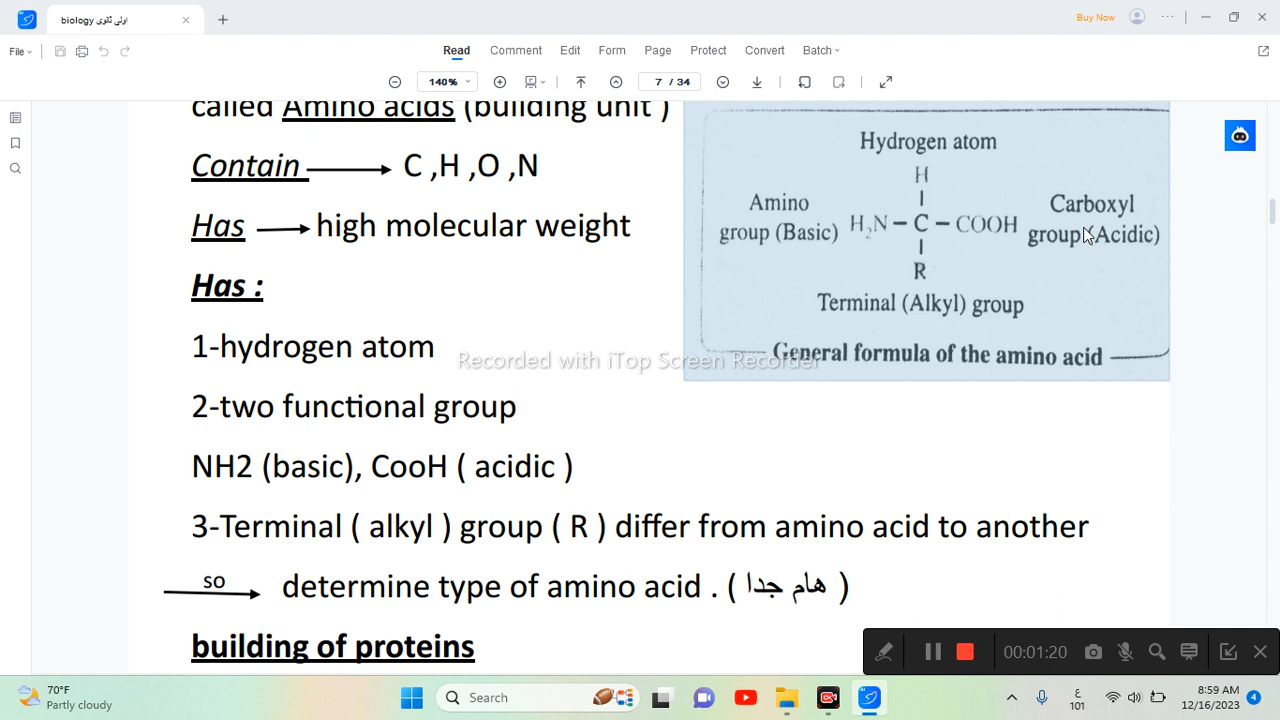 biology اولى ثانوى
Buy Now
File
Read Comment Edit Form Page Protect Convert Batch
140%
7 / 34
called Amino acids (building unit )
Contain C ,H ,O ,N
Has high molecular weight
Has :
1-hydrogen atom
2-two functional group
NH2 (basic), CooH ( acidic )
3-Terminal ( alkyl ) group ( R ) differ from amino acid to another
so determine type of amino acid . ( هام جدا )
building of proteins
Hydrogen atom
H
Amino
group (Basic)
H₂N – C – COOH
Carboxyl
group (Acidic)
R
Terminal (Alkyl) group
General formula of the amino acid
Recorded with iTop Screen Recorder
00:01:20
70°F
Partly cloudy
Search
ع
101
8:59 AM
12/16/2023
4